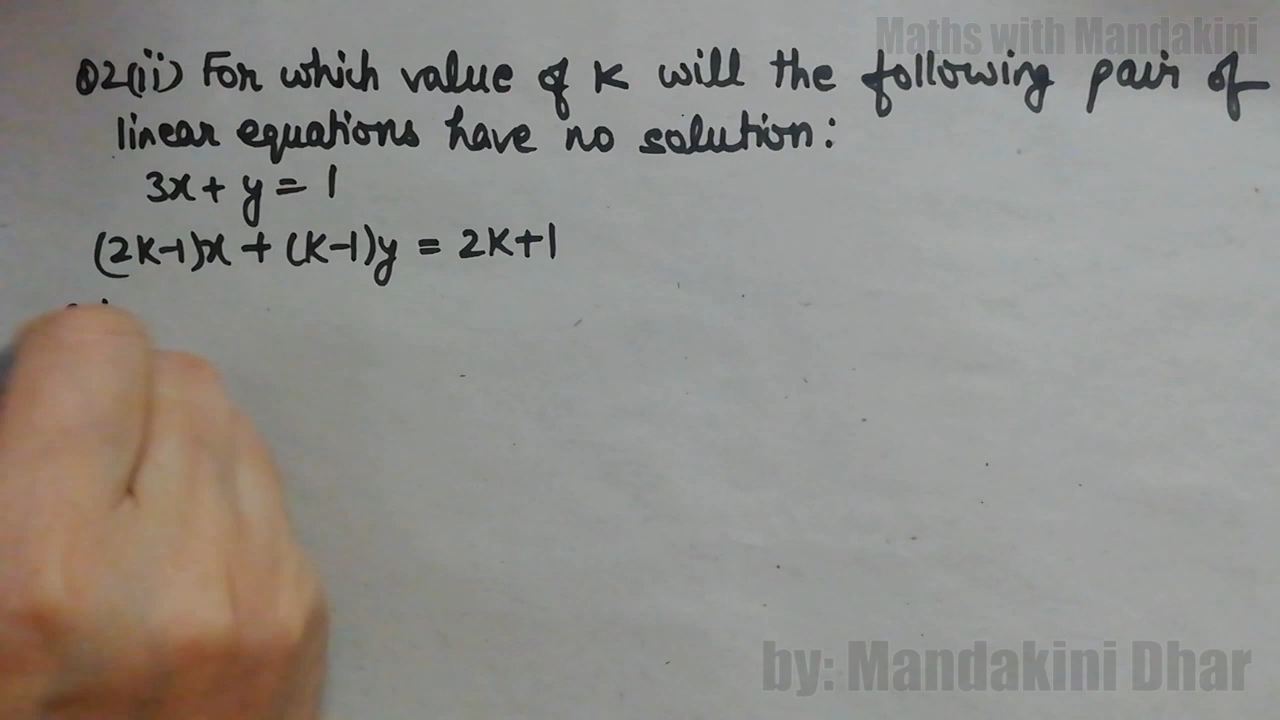 Maths with Mandakini
Q2(ii) For which value of K will the following pair of
linear equations have no solution:
3x + y = 1
(2K-1)x + (K-1)y = 2K+1
by: Mandakini Dhar